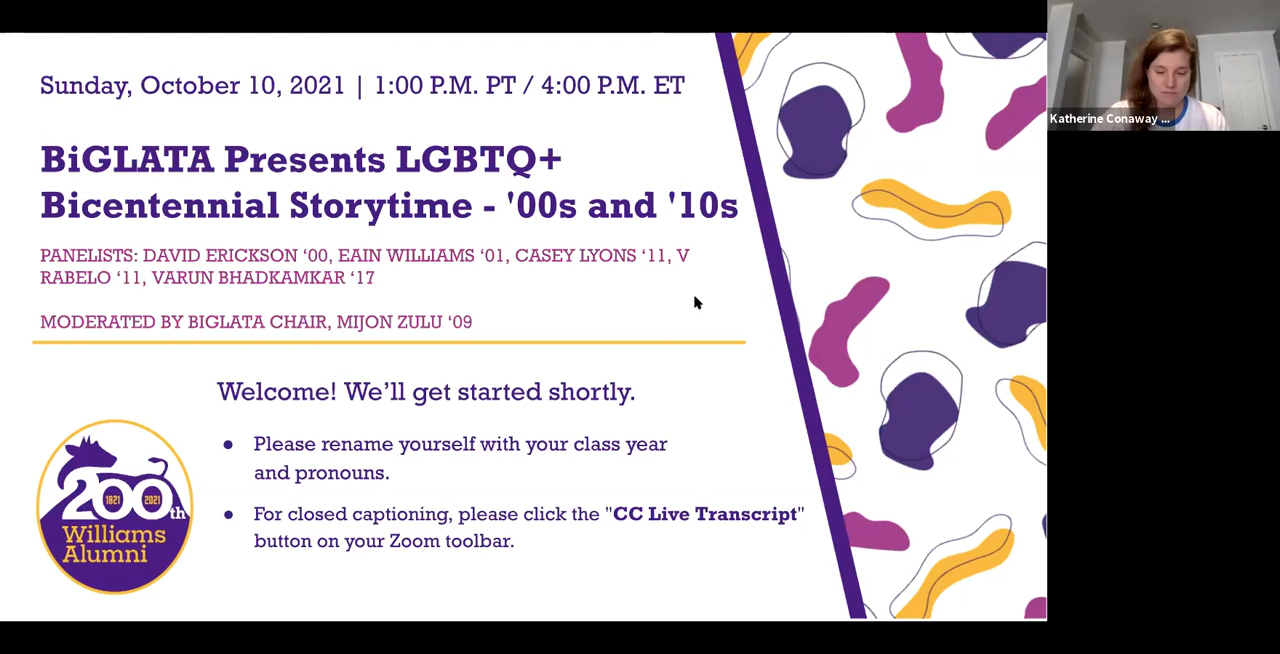 Sunday, October 10, 2021 | 1:00 P.M. PT / 4:00 P.M. ET
BiGLATA Presents LGBTQ+
Bicentennial Storytime - '00s and '10s
PANELISTS: DAVID ERICKSON ‘00, EAIN WILLIAMS ‘01, CASEY LYONS ‘11, V
RABELO ‘11, VARUN BHADKAMKAR ‘17
MODERATED BY BIGLATA CHAIR, MIJON ZULU ‘09
Welcome! We’ll get started shortly.
● Please rename yourself with your class year
and pronouns.
● For closed captioning, please click the "CC Live Transcript"
button on your Zoom toolbar.
200th
1821 2021
Williams
Alumni
Katherine Conaway ...